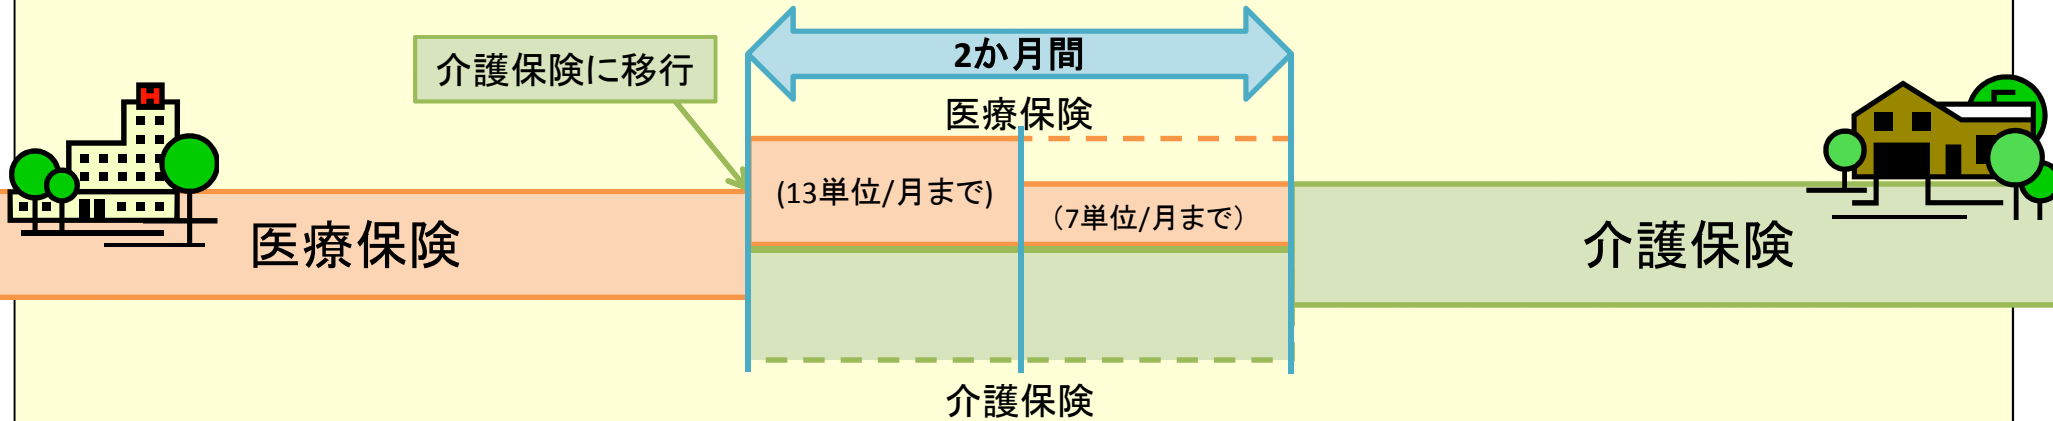 2か月間
介護保険に移行
H
医療保険
(13単位/月まで)
（7単位/月まで）
医療保険
介護保険
介護保険